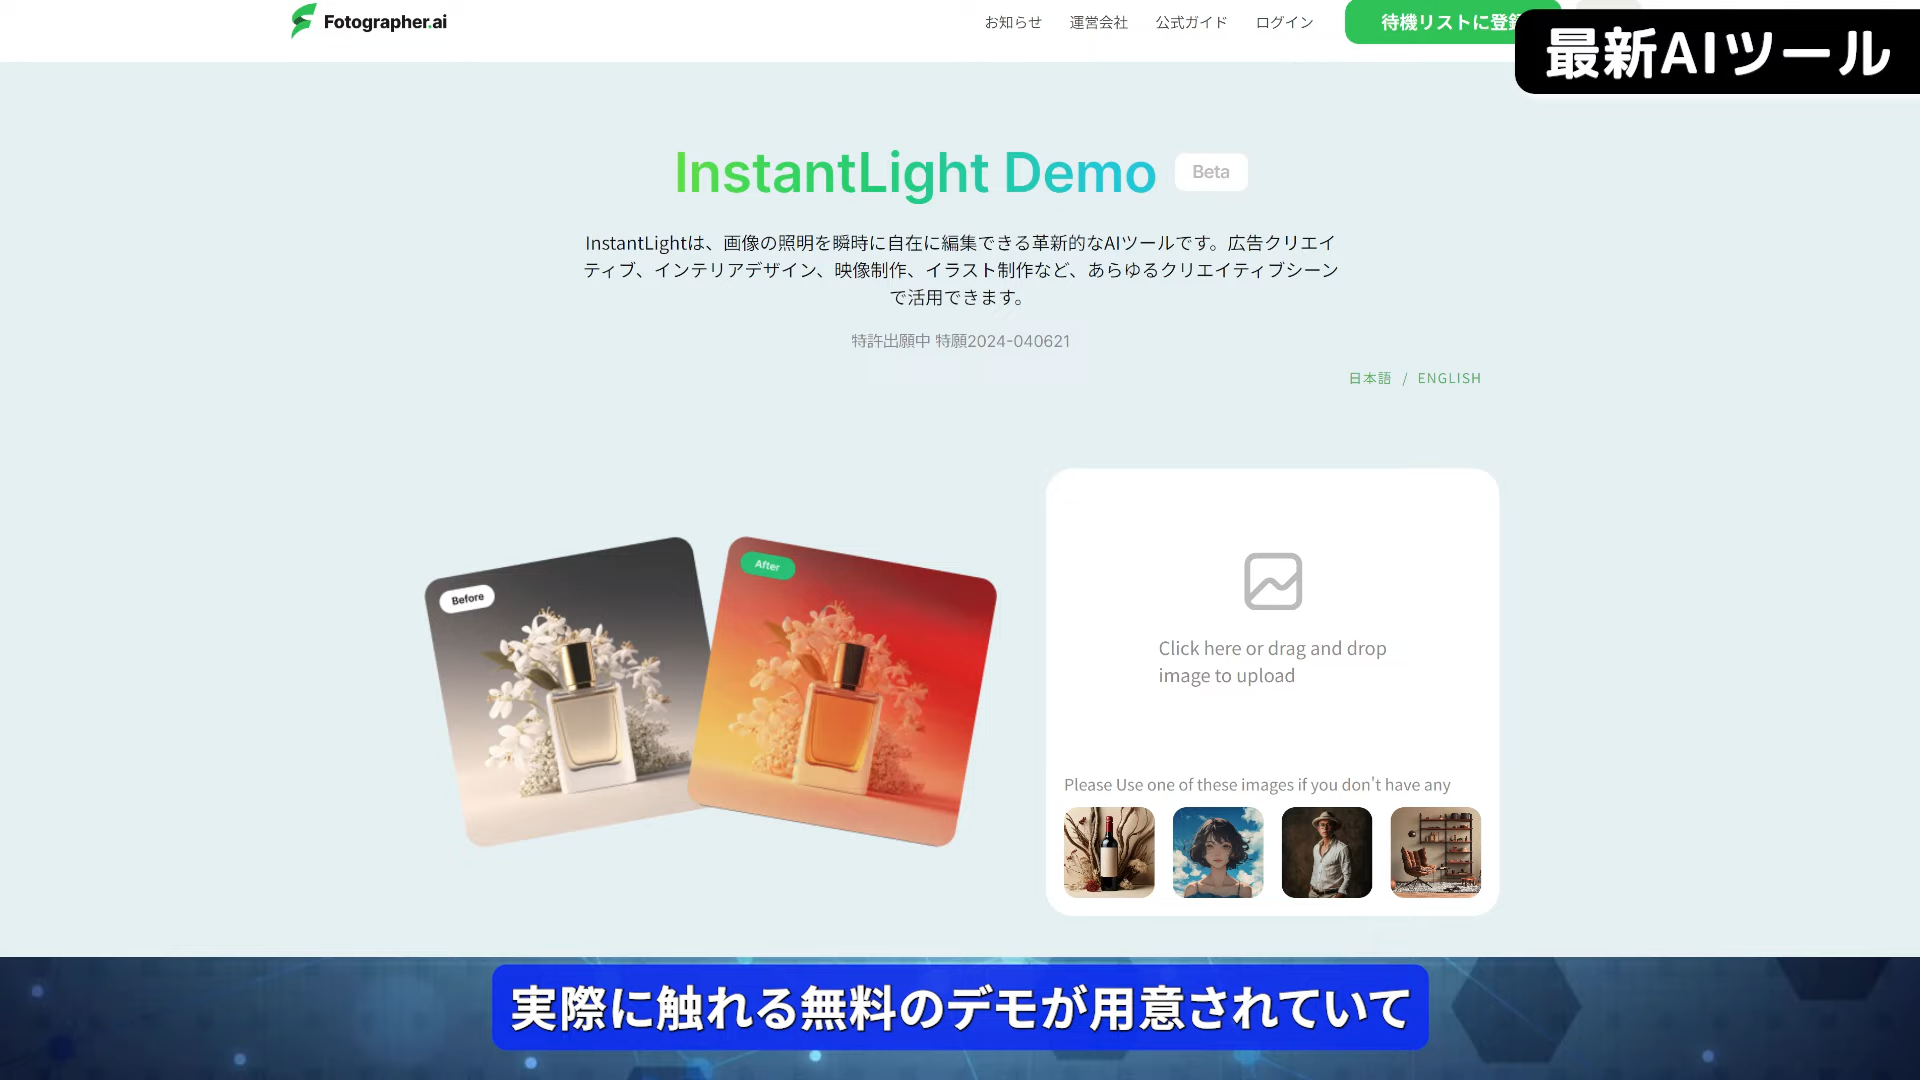 Fotographer.ai
お知らせ
運営会社
公式ガイド
ログイン
待機リストに登録
最新AIツール
InstantLight Demo
Beta
InstantLightは、画像の照明を瞬時に自在に編集できる革新的なAIツールです。広告クリエイ
ティブ、インテリアデザイン、映像制作、イラスト制作など、あらゆるクリエイティブシーン
で活用できます。
特許出願中 特願2024-040621
日本語 / ENGLISH
Before
After
Click here or drag and drop
image to upload
Please Use one of these images if you don't have any
実際に触れる無料のデモが用意されていて